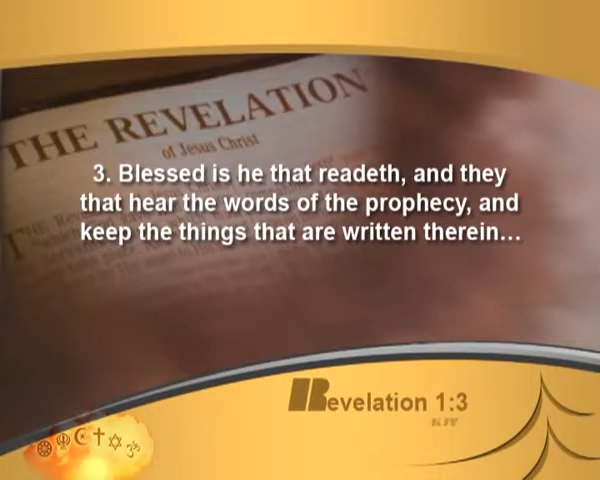 THE REVELATION
of Jesus Christ
3. Blessed is he that readeth, and they
that hear the words of the prophecy, and
keep the things that are written therein...
Revelation 1:3
KJV